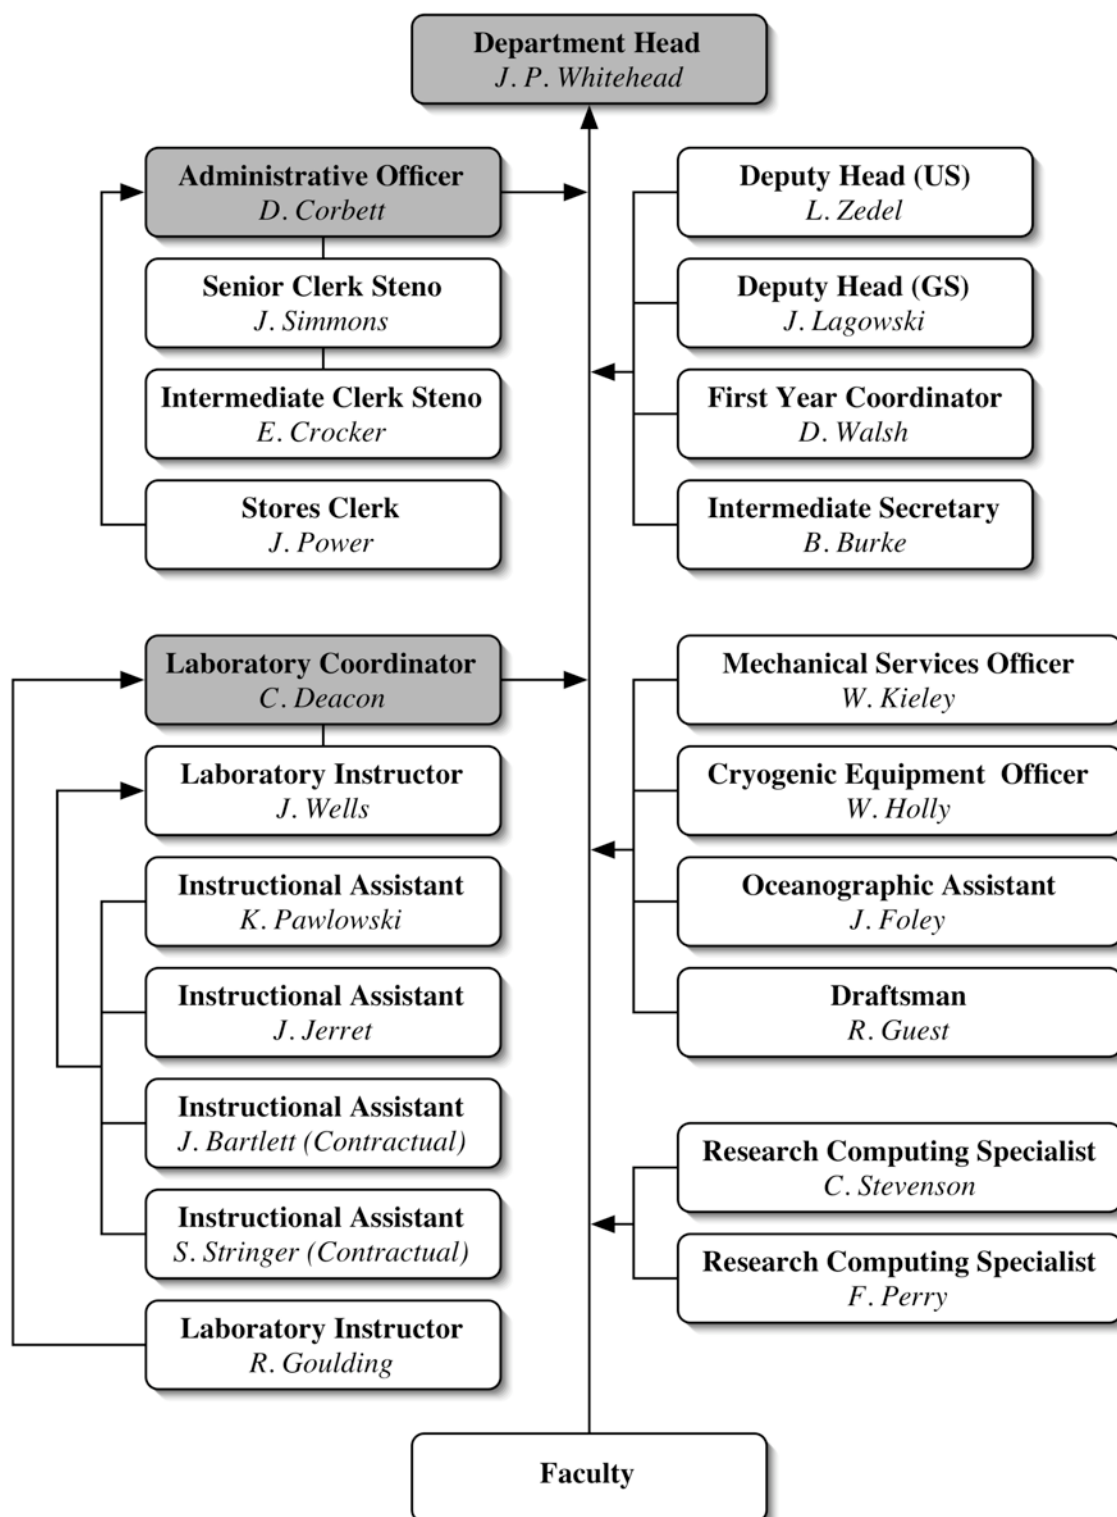 Department Head
J. P. Whitehead
Administrative Officer
D. Corbett
Senior Clerk Steno
J. Simmons
Intermediate Clerk Steno
E. Crocker
Stores Clerk
J. Power
Deputy Head (US)
L. Zedel
Deputy Head (GS)
J. Lagowski
First Year Coordinator
D. Walsh
Intermediate Secretary
B. Burke
Laboratory Coordinator
C. Deacon
Laboratory Instructor
J. Wells
Instructional Assistant
K. Pawlowski
Instructional Assistant
J. Jerret
Instructional Assistant
J. Bartlett (Contractual)
Instructional Assistant
S. Stringer (Contractual)
Laboratory Instructor
R. Goulding
Mechanical Services Officer
W. Kieley
Cryogenic Equipment Officer
W. Holly
Oceanographic Assistant
J. Foley
Draftsman
R. Guest
Research Computing Specialist
C. Stevenson
Research Computing Specialist
F. Perry
Faculty